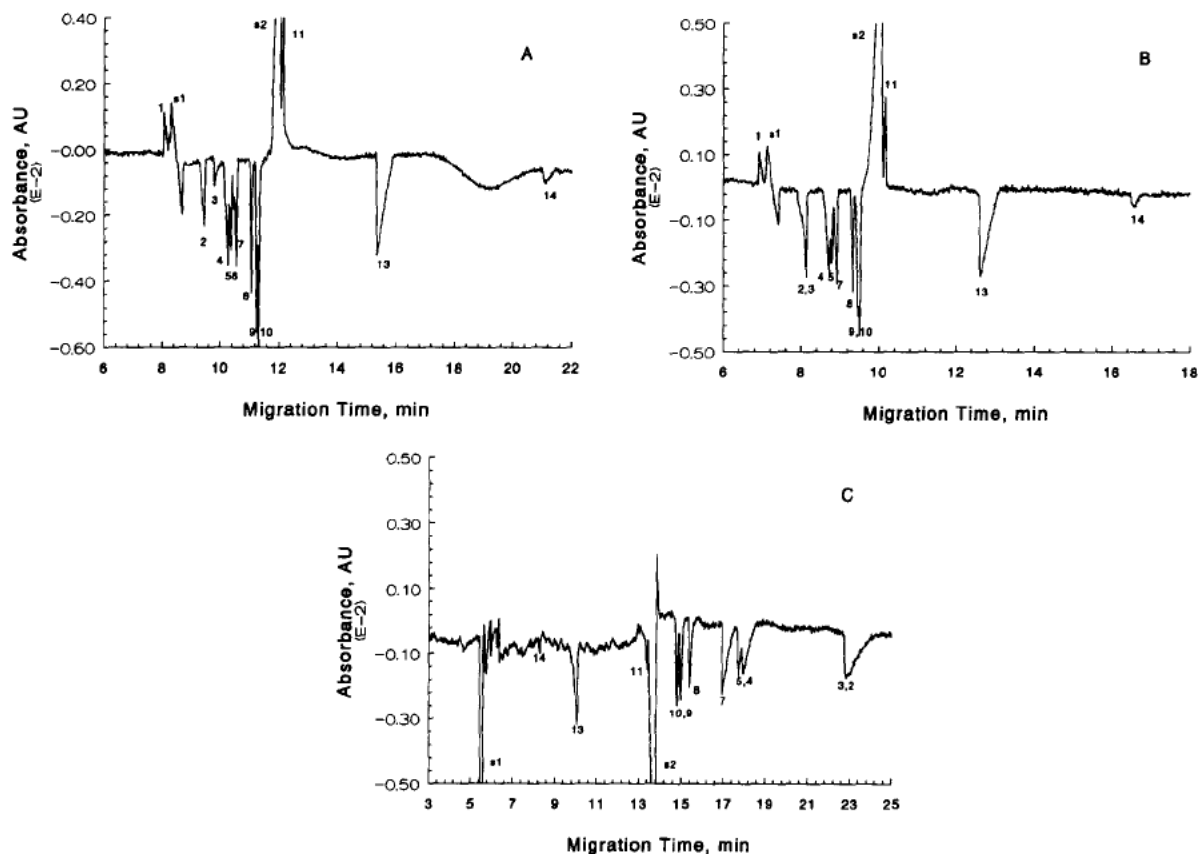 A
Absorbance, AU
(E-2)
0.40
0.20
-0.00
-0.20
-0.40
-0.60
1
s1
2
3
4
58
7
8
9 10
s2
11
13
14
6 8 10 12 14 16 18 20 22
Migration Time, min
B
Absorbance, AU
(E-2)
0.50
0.30
0.10
-0.10
-0.30
-0.50
1
s1
2,3
4
5
7
8
9,10
s2
11
13
14
6 8 10 12 14 16 18
Migration Time, min
C
Absorbance, AU
(E-2)
0.50
0.30
0.10
-0.10
-0.30
-0.50
s1
14
13
11
s2
10,9
8
7
5,4
3,2
3 5 7 9 11 13 15 17 19 21 23 25
Migration Time, min